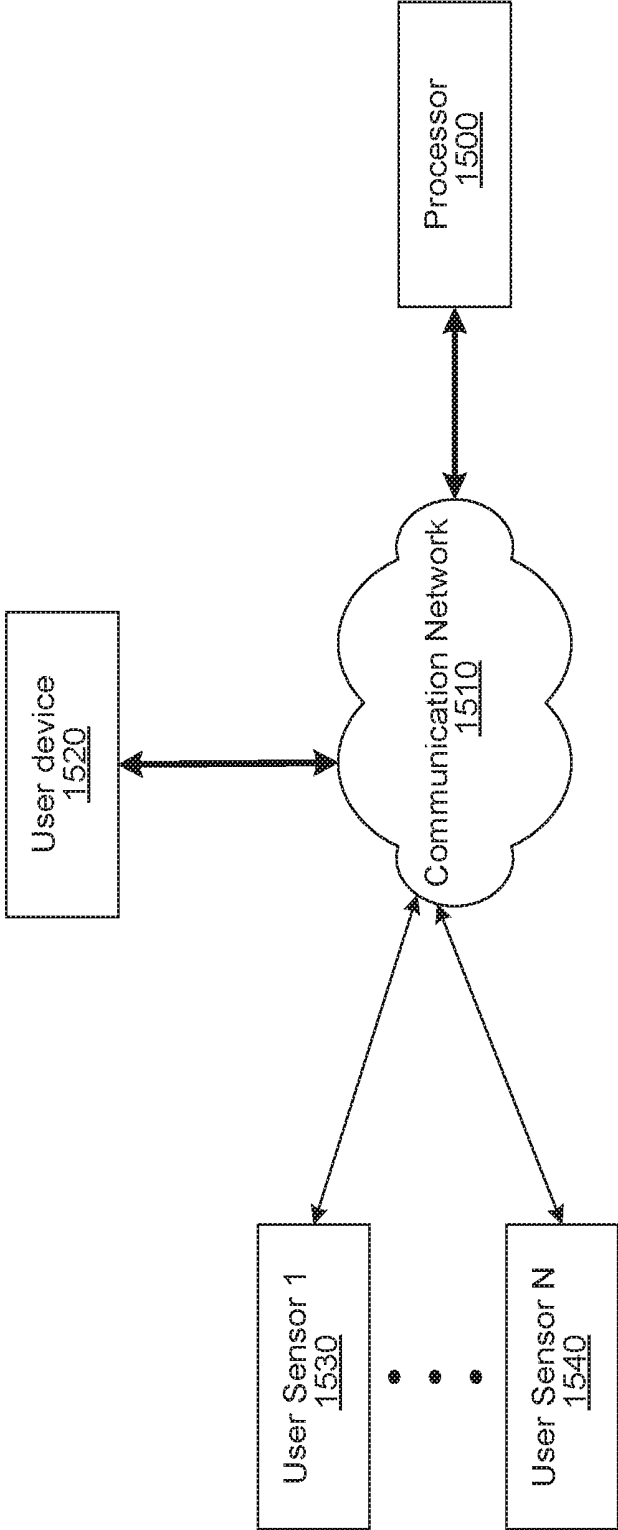 User device
1520
Processor
1500
Communication Network
1510
User Sensor 1
1530
User Sensor N
1540